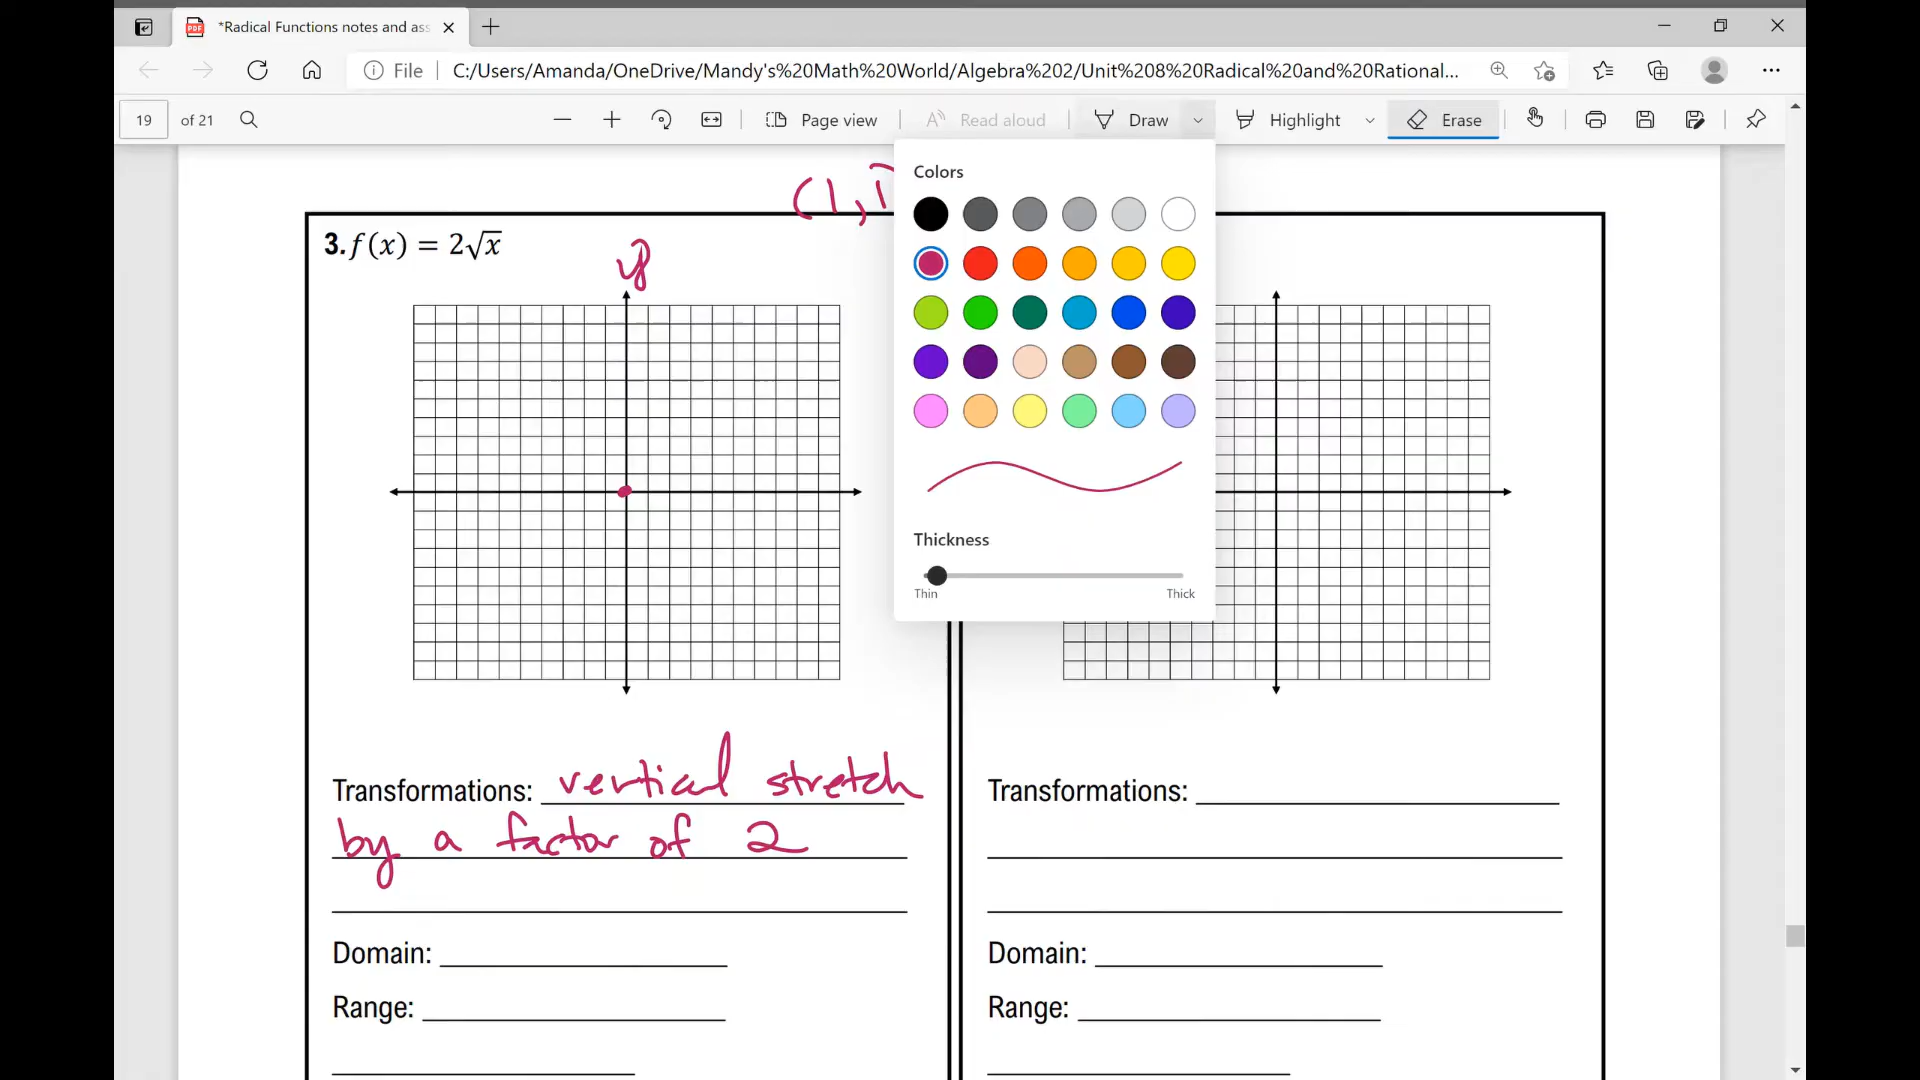 *Radical Functions notes and ass
File C:/Users/Amanda/OneDrive/Mandy's%20Math%20World/Algebra%202/Unit%208%20Radical%20and%20Rational...
19 of 21 Page view Read aloud Draw Highlight Erase
(1,1
Colors
3. f(x) = 2√x
y
Thickness
Thin Thick
Transformations: vertical stretch
by a factor of 2
Domain:
Range:
Transformations:
Domain:
Range: